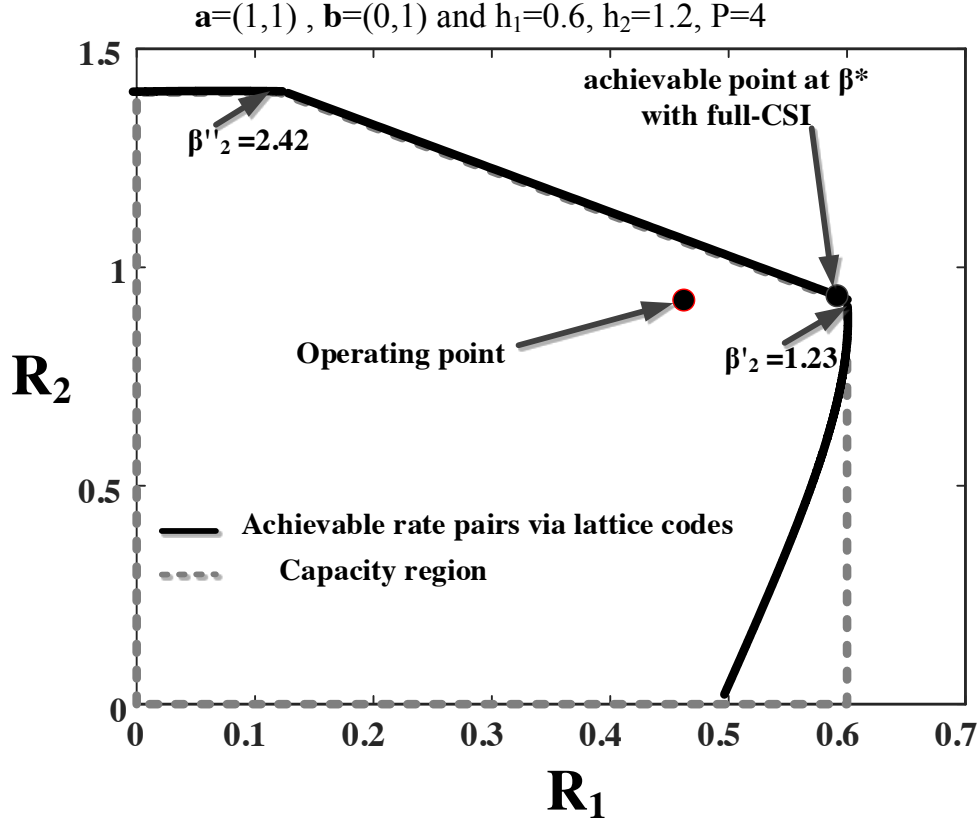 a=(1,1) , b=(0,1) and h₁=0.6, h₂=1.2, P=4
1.5
achievable point at β*
with full-CSI
β''₂ =2.42
1
Operating point
β'₂ =1.23
R₂
0.5
Achievable rate pairs via lattice codes
Capacity region
0
0 0.1 0.2 0.3 0.4 0.5 0.6 0.7
R₁